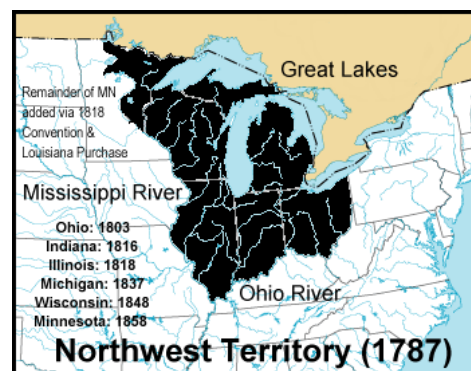 Great Lakes
Remainder of MN
added via 1818
Convention &
Louisiana Purchase
Mississippi River
Ohio: 1803
Indiana: 1816
Illinois: 1818
Michigan: 1837
Wisconsin: 1848
Minnesota: 1858
Ohio River
Northwest Territory (1787)